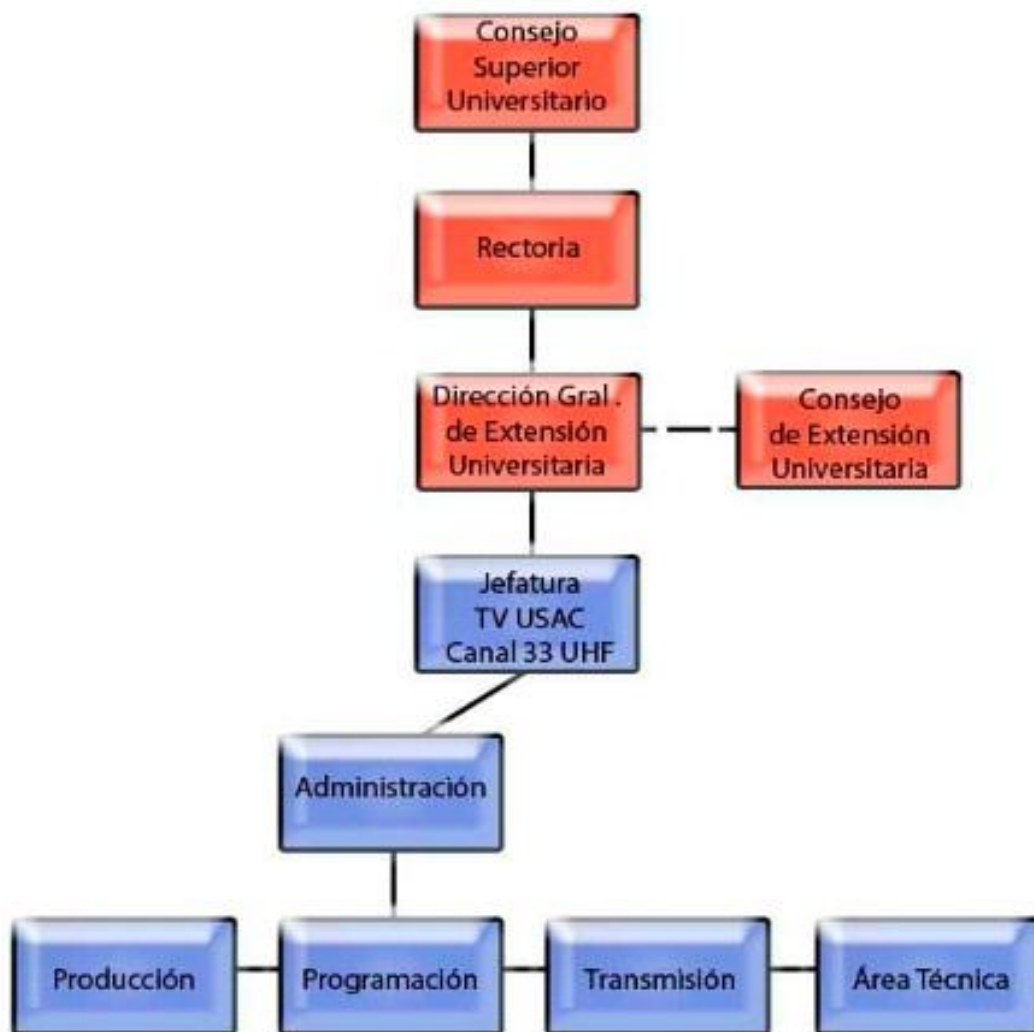 Consejo
Superior
Universitario
Rectoria
Dirección Gral .
de Extensión
Universitaria
Consejo
de Extensión
Universitaria
Jefatura
TV USAC
Canal 33 UHF
Administración
Producción
Programación
Transmisión
Área Técnica